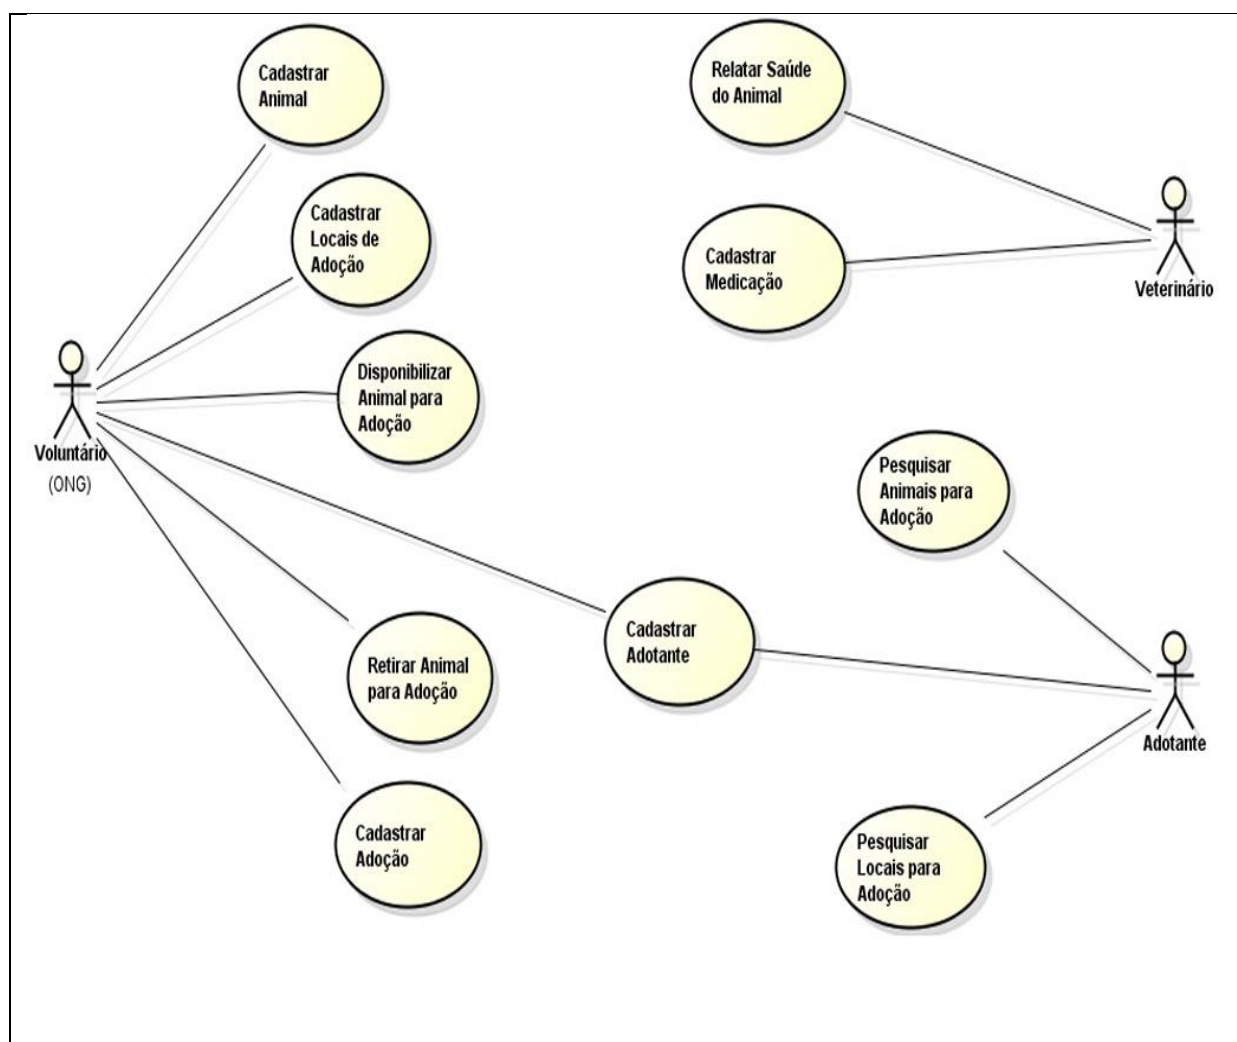 Cadastrar
Animal
Relatar Saúde
do Animal
Cadastrar
Locais de
Adoção
Cadastrar
Medicação
Veterinário
Disponibilizar
Animal para
Adoção
Voluntário
(ONG)
Pesquisar
Animais para
Adoção
Cadastrar
Adotante
Retirar Animal
para Adoção
Adotante
Cadastrar
Adoção
Pesquisar
Locais para
Adoção